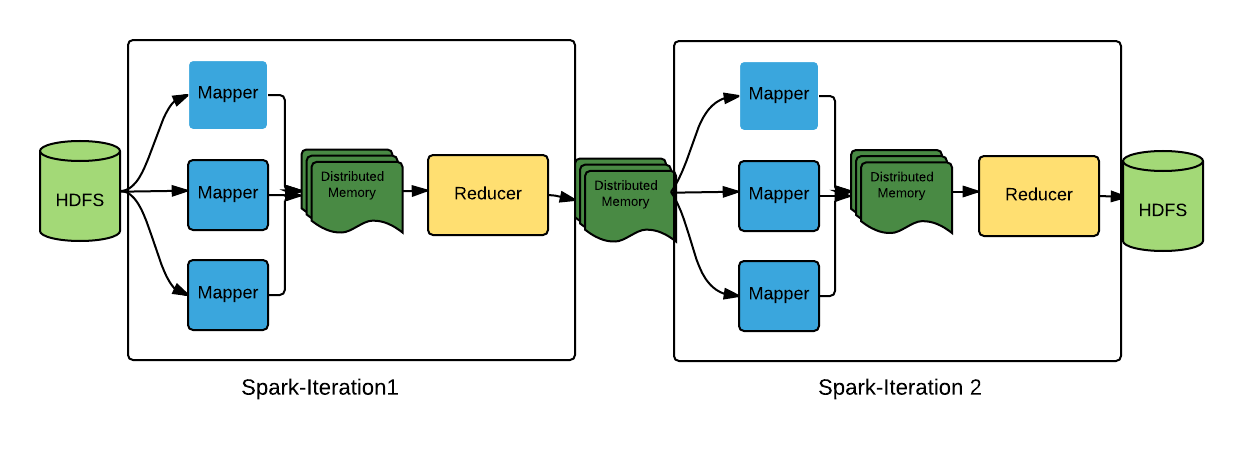 HDFS
Mapper
Mapper
Mapper
Distributed
Memory
Reducer
Spark-Iteration1
Distributed
Memory
Mapper
Mapper
Mapper
Distributed
Memory
Reducer
Spark-Iteration 2
HDFS